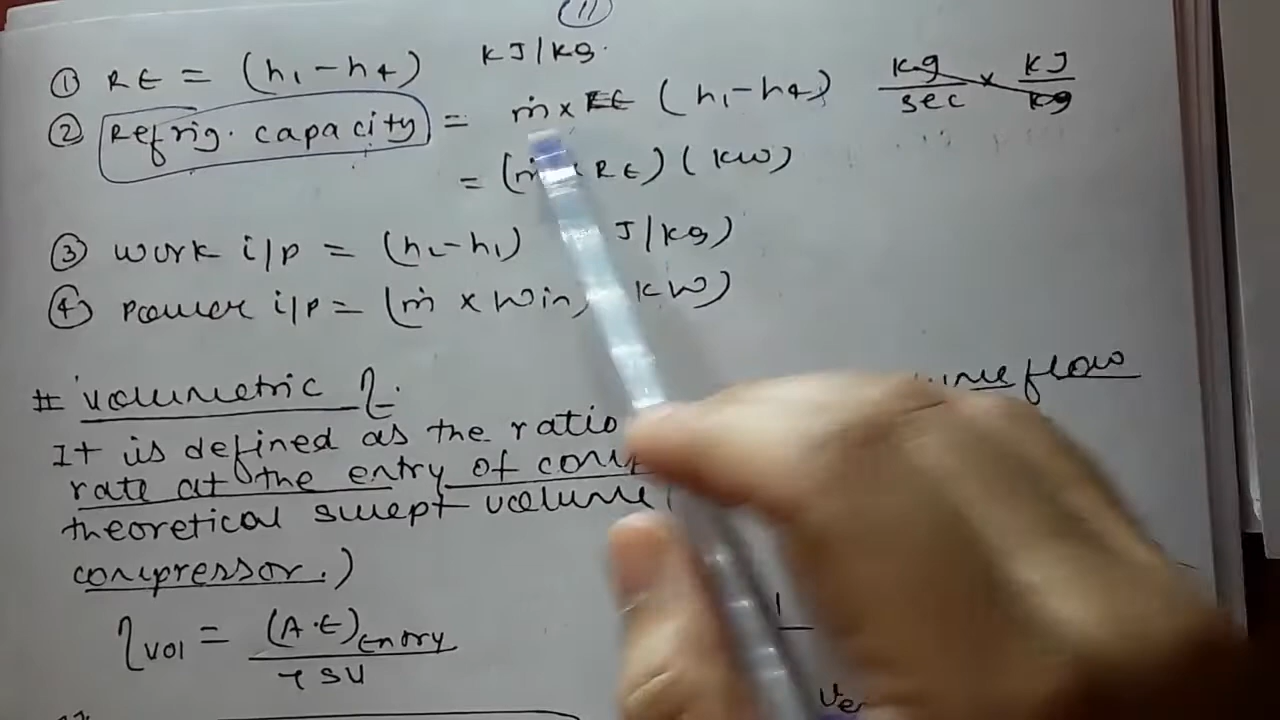 (11)
① RE = (h₁-h₄) KJ/kg.
② Refrig. capacity = ṁ x (h₁-h₄) kg/sec x KJ/kg
= (ṁ x RE) (KW)
③ work i/p = (h₂-h₁) J/kg)
④ power i/p = (ṁ x Win) KW)
# volumetric η.
It is defined as the ratio flow
rate at the entry of
theoretical swept volume
compressor.)
ηvol = (A.E)entry / TSV
Ve